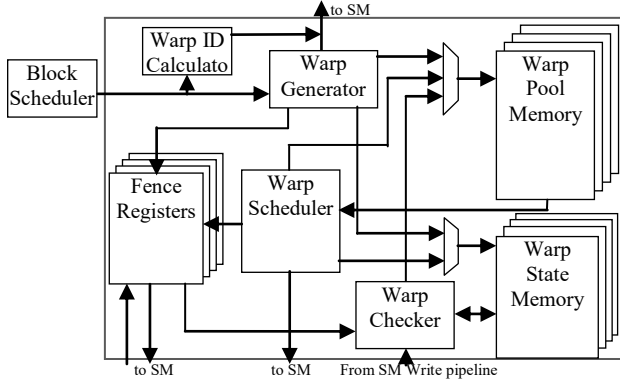 to SM
Warp ID
Calculato
Block
Scheduler
Warp
Generator
Warp
Pool
Memory
Fence
Registers
Warp
Scheduler
Warp
State
Memory
Warp
Checker
to SM
to SM
From SM Write pipeline